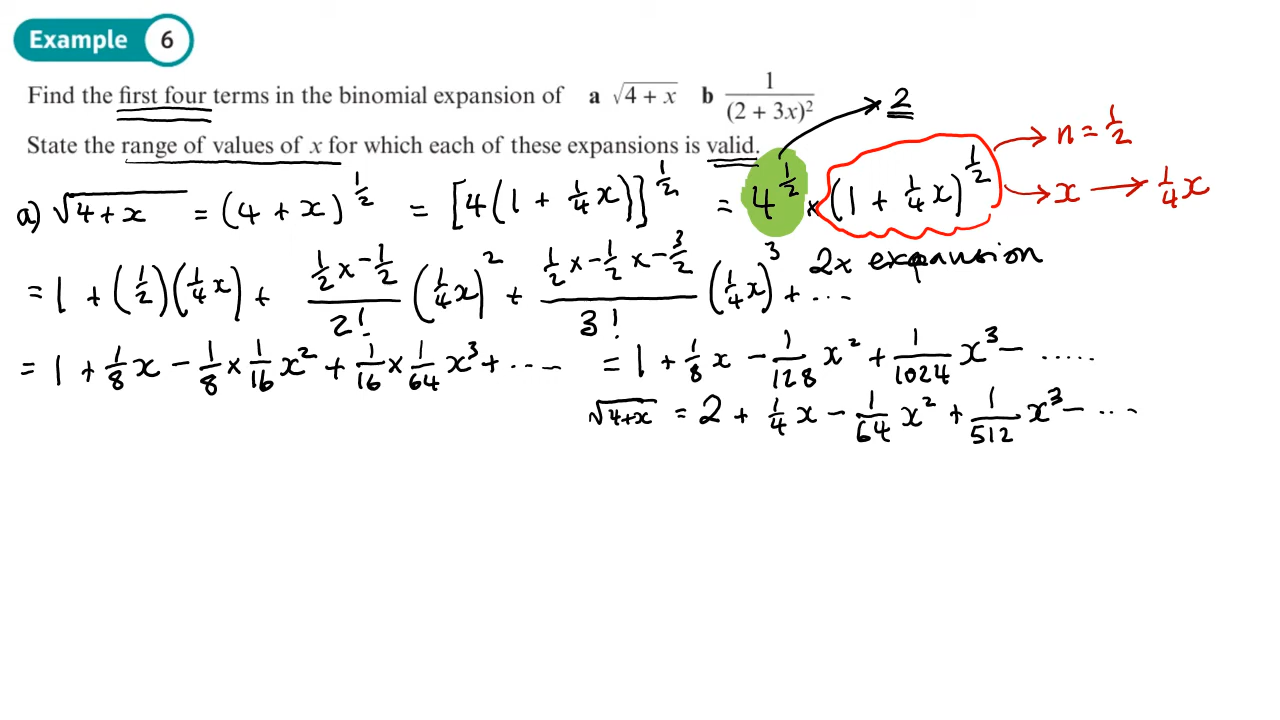 Example 6
Find the first four terms in the binomial expansion of a √(4 + x) b 1/(2 + 3x)²
State the range of values of x for which each of these expansions is valid.
→ 2
→ n = 1/2
→ x → 1/4 x
a) √(4 + x) = (4 + x)^(1/2) = [4(1 + 1/4 x)]^(1/2) = 4^(1/2) × (1 + 1/4 x)^(1/2)
2 × expansion
= 1 + (1/2)(1/4 x) + (1/2 × -1/2)/2! (1/4 x)² + (1/2 × -1/2 × -3/2)/3! (1/4 x)³ + ...
= 1 + 1/8 x - 1/8 × 1/16 x² + 1/16 × 1/64 x³ + .... = 1 + 1/8 x - 1/128 x² + 1/1024 x³ - .....
√(4+x) = 2 + 1/4 x - 1/64 x² + 1/512 x³ - ....